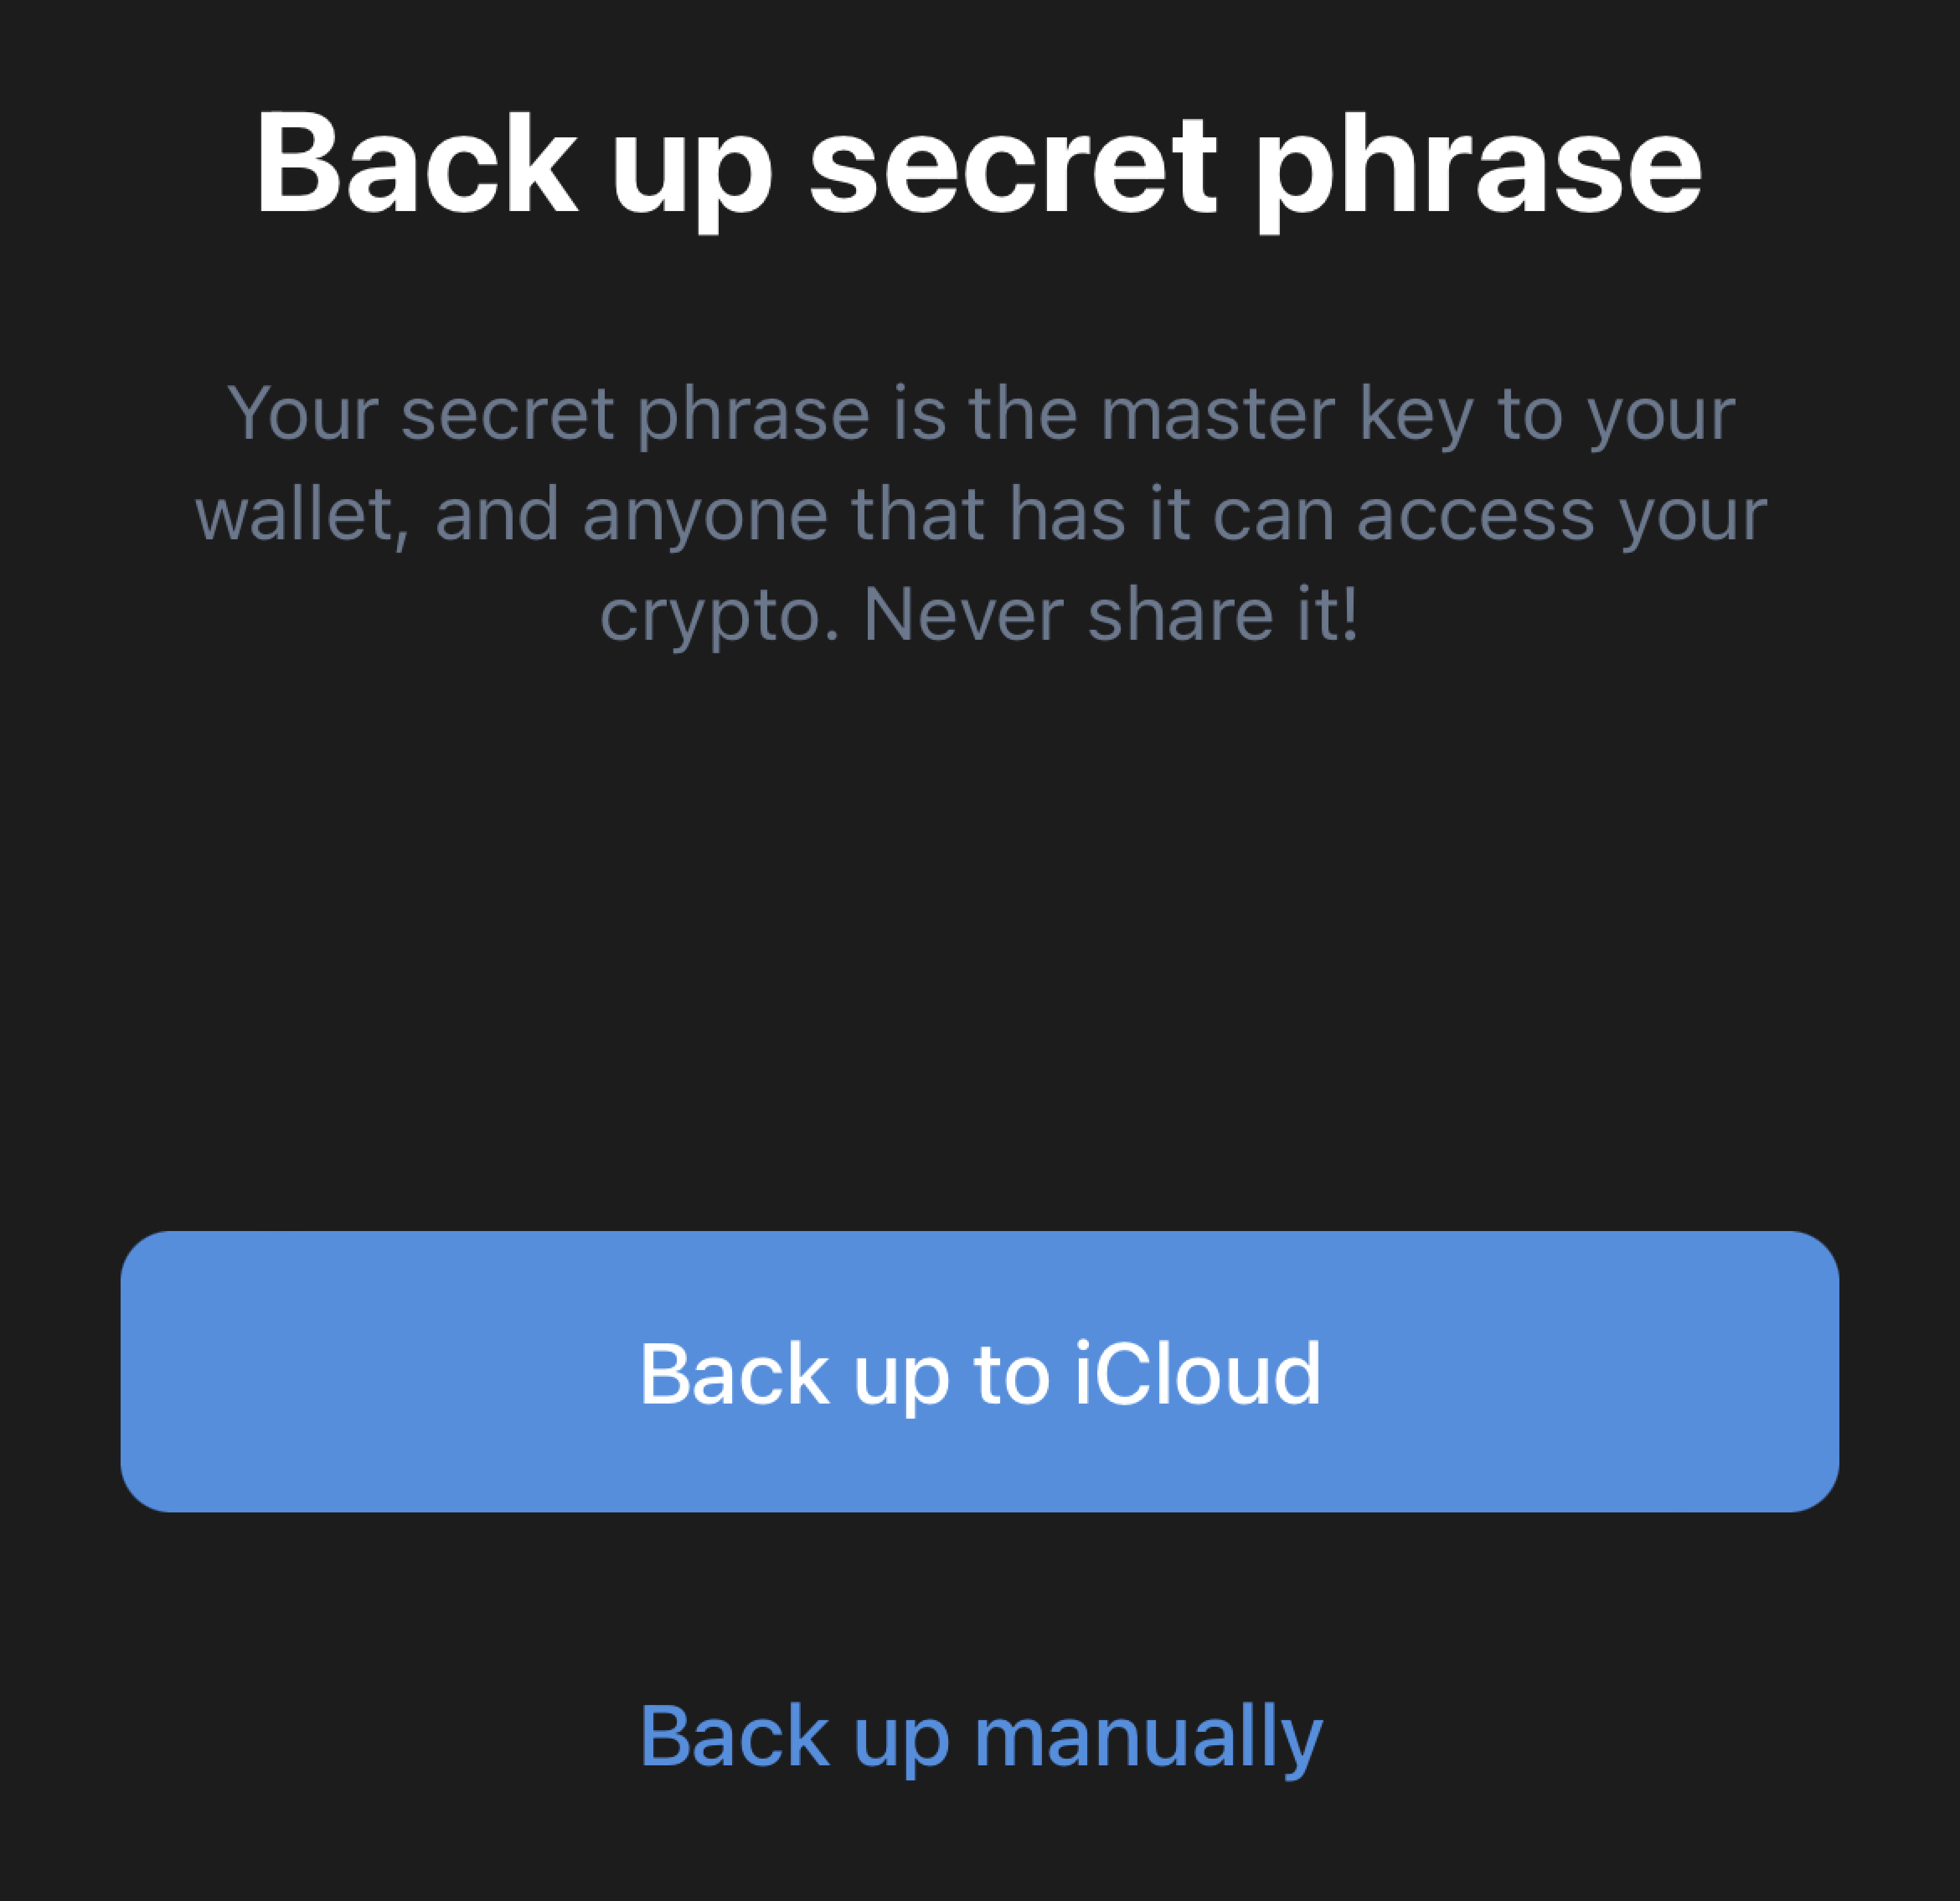 Back up secret phrase
Your secret phrase is the master key to your
wallet, and anyone that has it can access your
crypto. Never share it!
Back up to iCloud
Back up manually